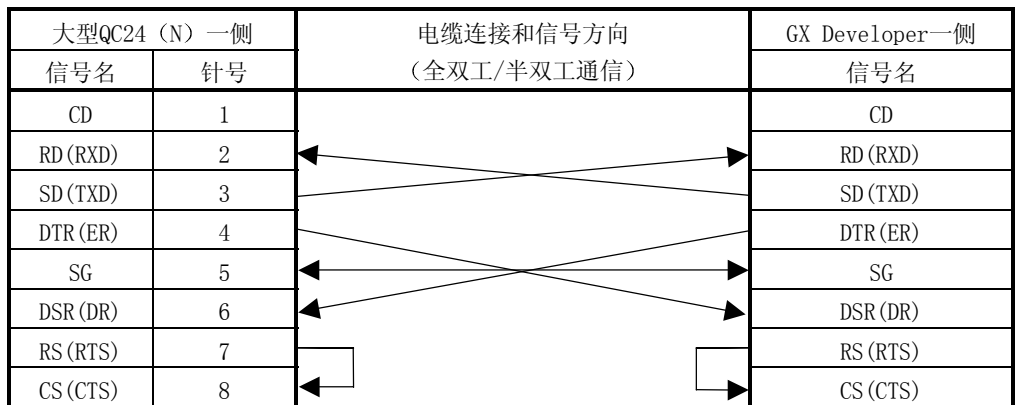 大型QC24（N）一侧 电缆连接和信号方向 GX Developer一侧
信号名 针号 （全双工/半双工通信） 信号名
CD 1 CD
RD(RXD) 2 RD(RXD)
SD(TXD) 3 SD(TXD)
DTR(ER) 4 DTR(ER)
SG 5 SG
DSR(DR) 6 DSR(DR)
RS(RTS) 7 RS(RTS)
CS(CTS) 8 CS(CTS)